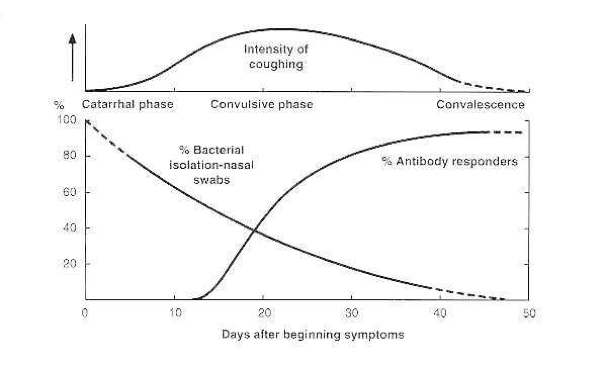 Intensity of
coughing
% Catarrhal phase Convulsive phase Convalescence
100
% Bacterial
isolation-nasal
swabs
80
% Antibody responders
60
40
20
0 10 20 30 40 50
Days after beginning symptoms